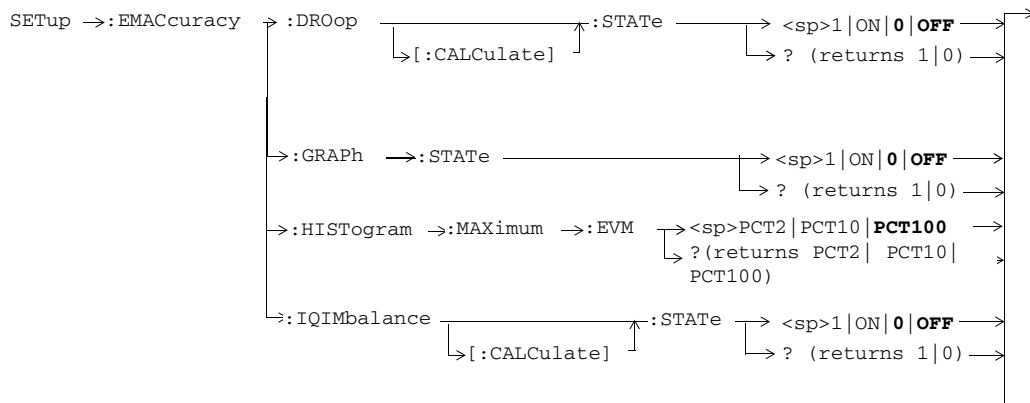 SETup :EMACcuracy :DROop :STATe <sp>1|ON|0|OFF
[:CALCulate] ? (returns 1|0)
:GRAPh :STATe <sp>1|ON|0|OFF
? (returns 1|0)
:HISTogram :MAXimum :EVM <sp>PCT2|PCT10|PCT100
?(returns PCT2| PCT10|
PCT100)
:IQIMbalance :STATe <sp>1|ON|0|OFF
[:CALCulate] ? (returns 1|0)